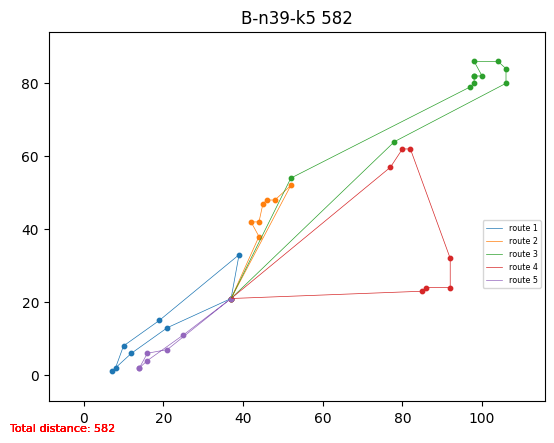 B-n39-k5 582
80
60
40
20
0
0 20 40 60 80 100
route 1
route 2
route 3
route 4
route 5
Total distance: 582